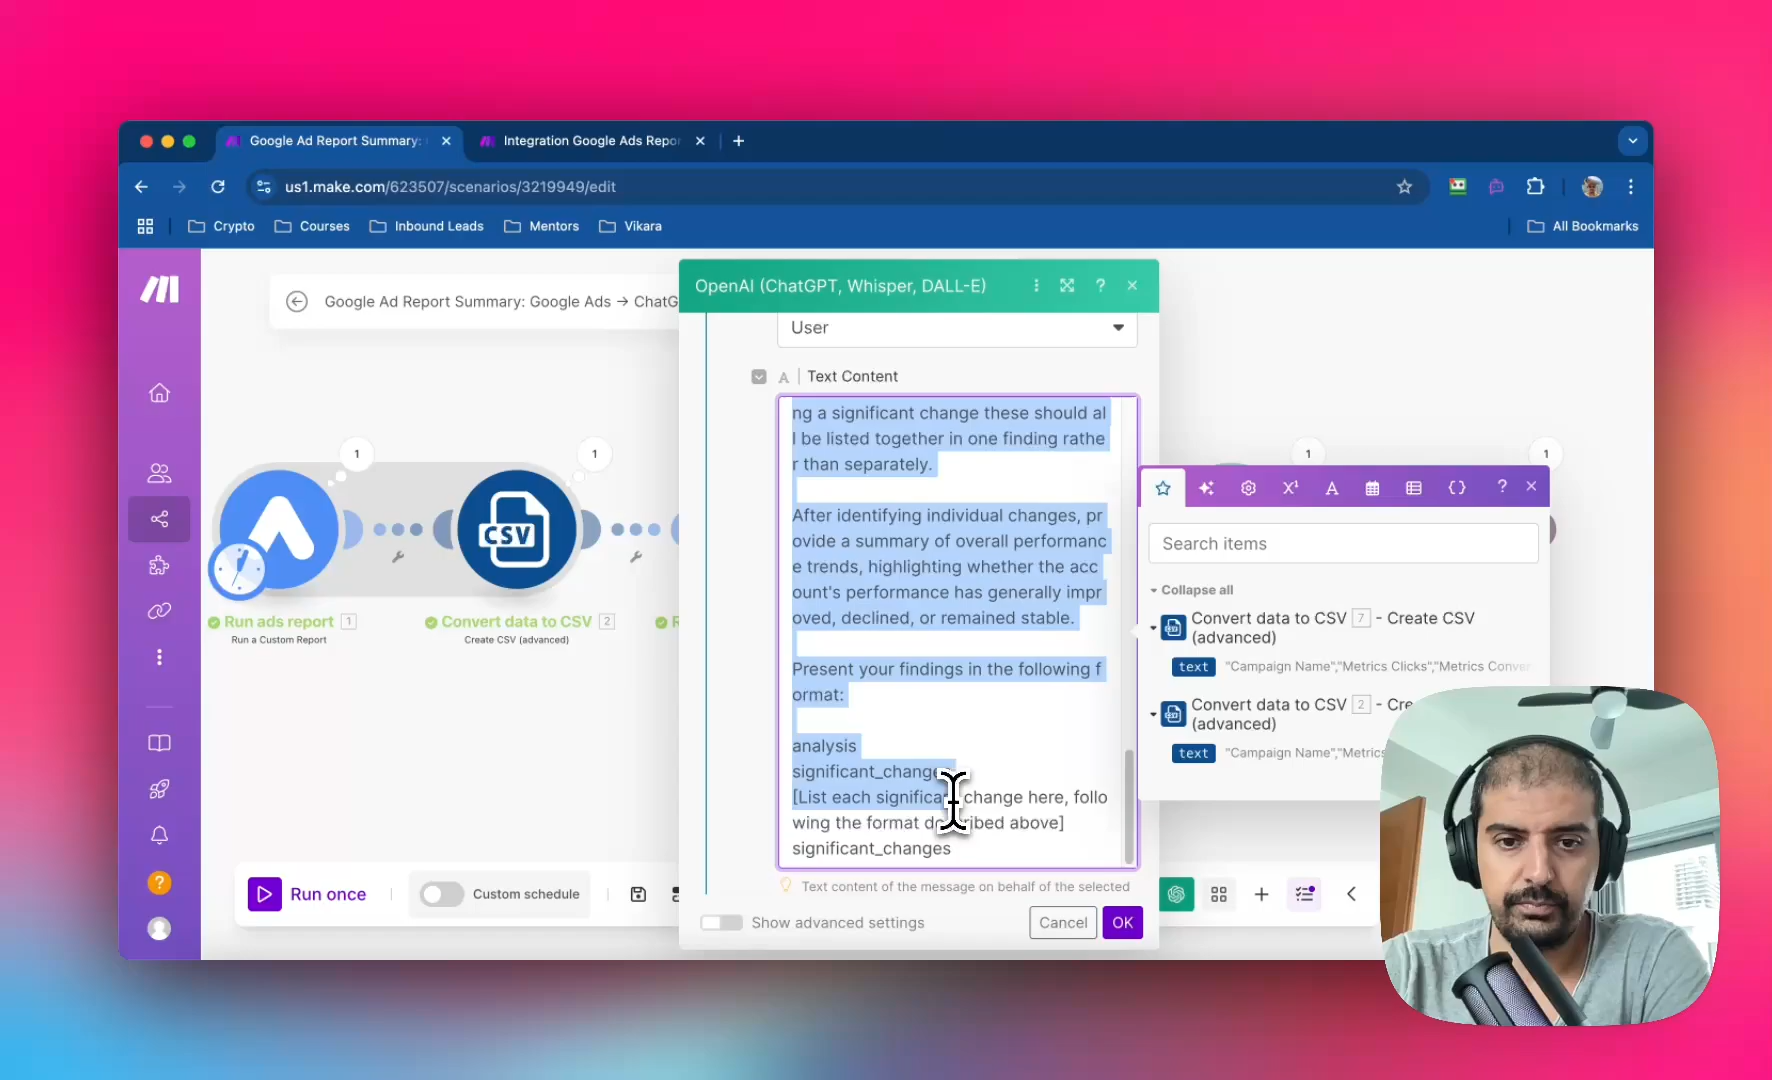 Google Ad Report Summary:
Integration Google Ads Repo
us1.make.com/623507/scenarios/3219949/edit
Crypto
Courses
Inbound Leads
Mentors
Vikara
All Bookmarks
Google Ad Report Summary: Google Ads → ChatG
OpenAI (ChatGPT, Whisper, DALL-E)
?
User
A
Text Content
ng a significant change these should al
l be listed together in one finding rathe
r than separately.
After identifying individual changes, pr
ovide a summary of overall performanc
e trends, highlighting whether the acc
ount's performance has generally impr
oved, declined, or remained stable.
Present your findings in the following f
ormat:
analysis
significant_changes
[List each significant change here, follo
wing the format described above]
significant_changes
Text content of the message on behalf of the selected
Show advanced settings
Cancel
OK
1
1
1
1
CSV
Run ads report 1
Run a Custom Report
Convert data to CSV 2
Create CSV (advanced)
R
Search items
Collapse all
Convert data to CSV 7 - Create CSV
(advanced)
text "Campaign Name","Metrics Clicks","Metrics Conver
Convert data to CSV 2 - Cre
(advanced)
text "Campaign Name","Metrics
Run once
Custom schedule
?